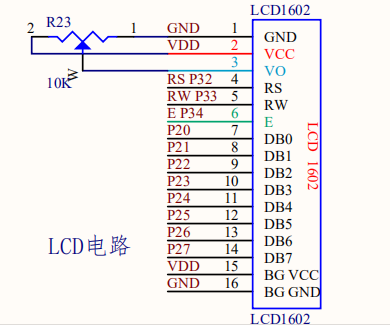 LCD1602
2 R23 1 GND 1 GND
VDD 2 VCC
3 VO
10K W
RS P32 4 RS
RW P33 5 RW
E P34 6 E
P20 7 DB0
P21 8 DB1
P22 9 DB2
P23 10 DB3
P24 11 DB4
P25 12 DB5
P26 13 DB6
P27 14 DB7
VDD 15 BG VCC
GND 16 BG GND
LCD 1602
LCD电路
LCD1602